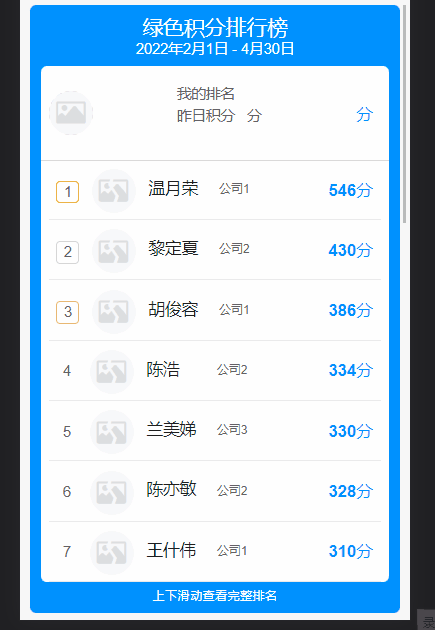 绿色积分排行榜
2022年2月1日 - 4月30日
我的排名
昨日积分 分 分
1 温月荣 公司1 546分
2 黎定夏 公司2 430分
3 胡俊容 公司1 386分
4 陈浩 公司2 334分
5 兰美娣 公司3 330分
6 陈亦敏 公司2 328分
7 王什伟 公司1 310分
上下滑动查看完整排名
录